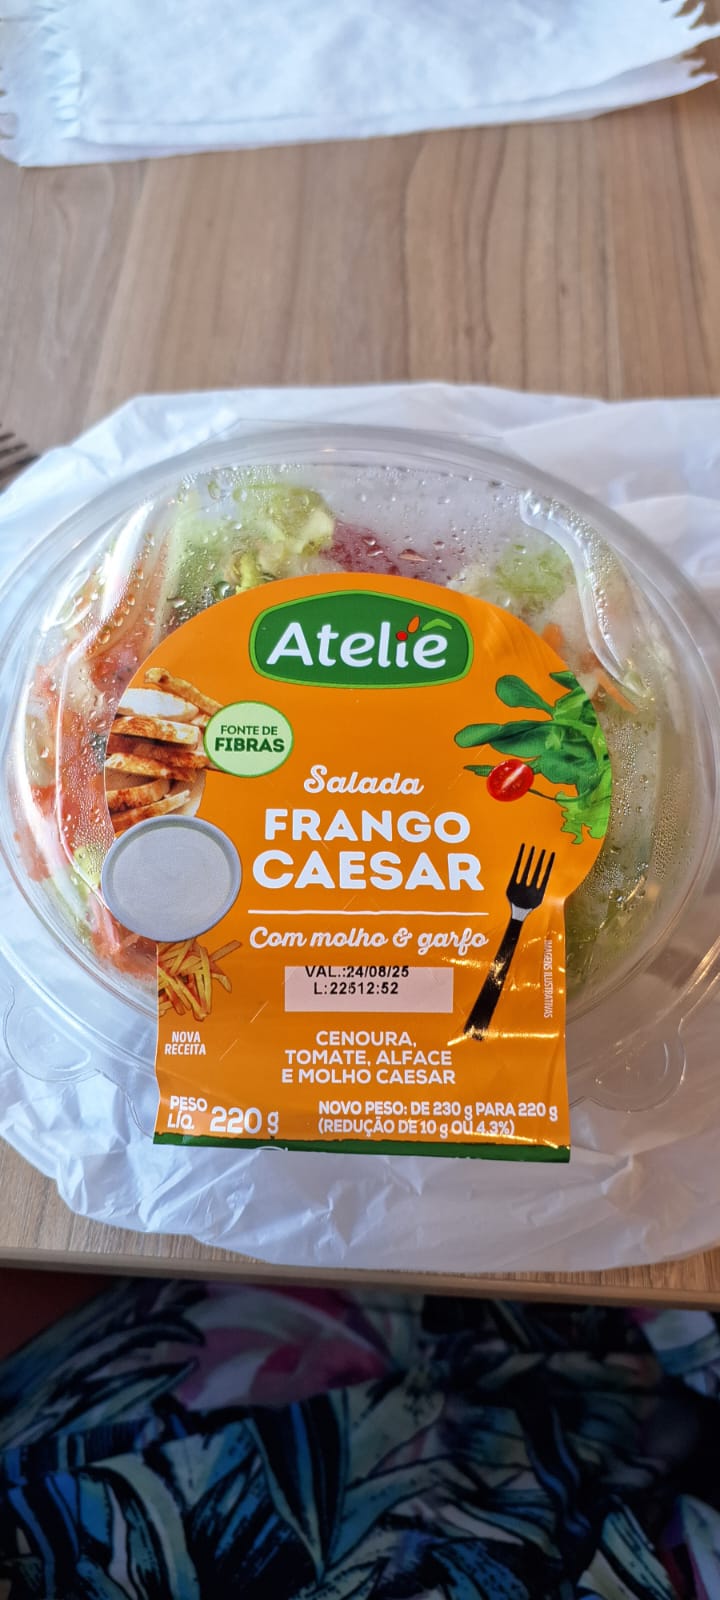 Ateliê
FONTE DE
FIBRAS
Salada
FRANGO
CAESAR
Com molho & garfo
VAL.:24/08/25
L:22512:52
IMAGENS ILUSTRATIVAS
NOVA
RECEITA
CENOURA,
TOMATE, ALFACE
E MOLHO CAESAR
PESO
LÍQ. 220 g
NOVO PESO: DE 230 g PARA 220 g
(REDUÇÃO DE 10 g OU 4,3%)